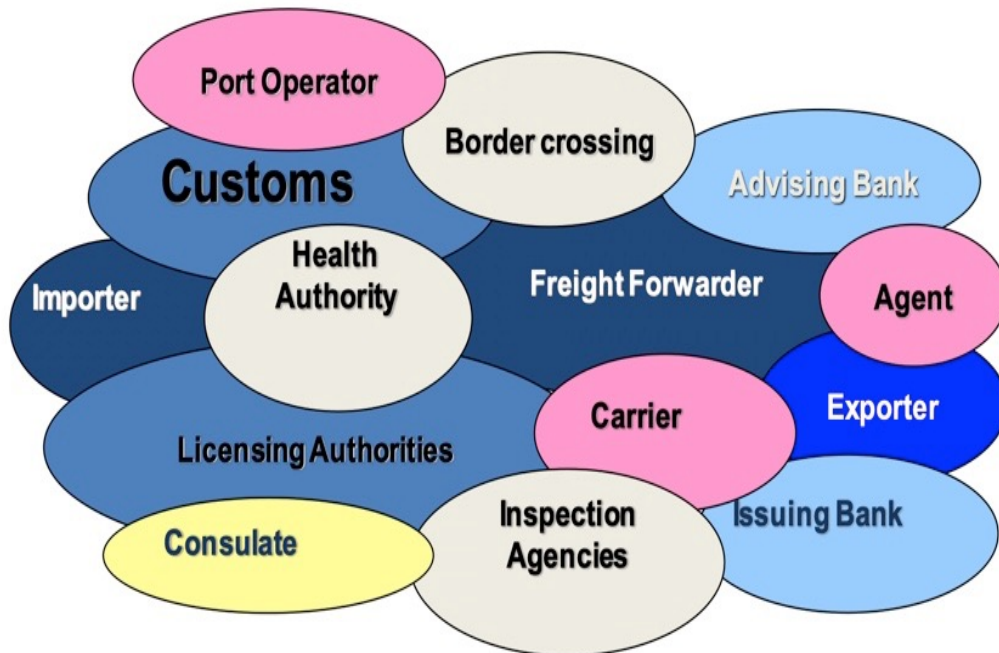 Port Operator
Border crossing
Customs
Advising Bank
Health
Authority
Importer
Freight Forwarder
Agent
Carrier
Exporter
Licensing Authorities
Inspection
Agencies
Issuing Bank
Consulate